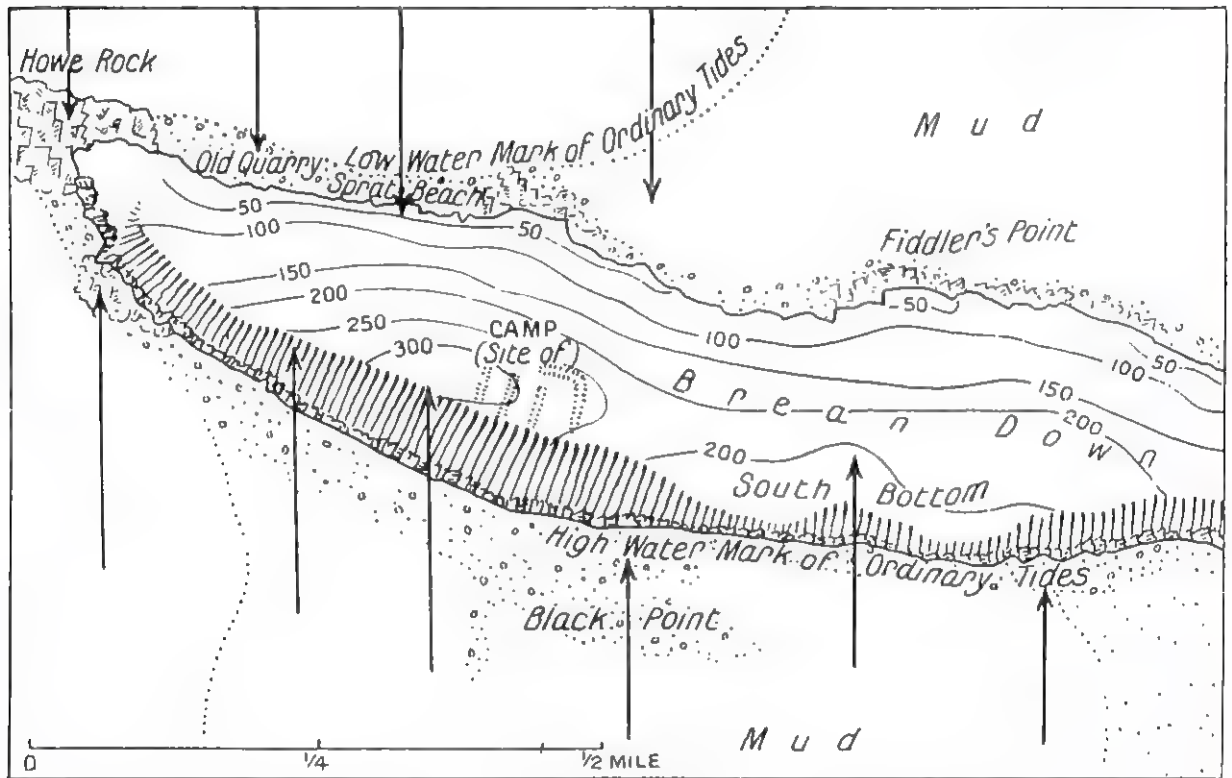 Howe Rock
Low Water Mark of Ordinary Tides
Mud
Old Quarry
Sprat Beach
Fiddler's Point
50
50
50
100
100
50
100
150
200
150
250
CAMP
(Site of)
300
200
Brean Down
200
South Bottom
High Water Mark of Ordinary Tides
Black Point
Mud
0
1/4
1/2 MILE